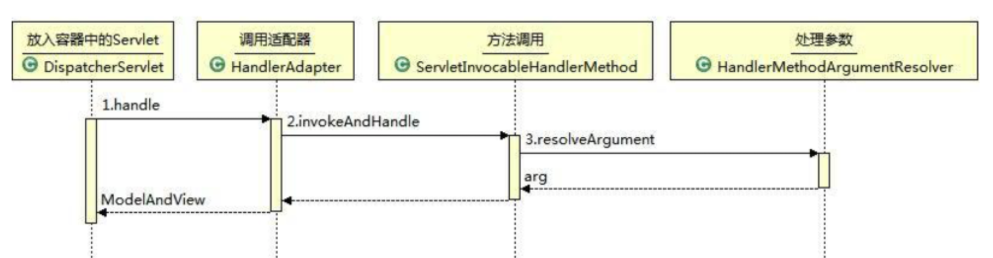 放入容器中的Servlet
DispatcherServlet
调用适配器
HandlerAdapter
方法调用
ServletInvocableHandlerMethod
处理参数
HandlerMethodArgumentResolver
1.handle
2.invokeAndHandle
3.resolveArgument
arg
ModelAndView